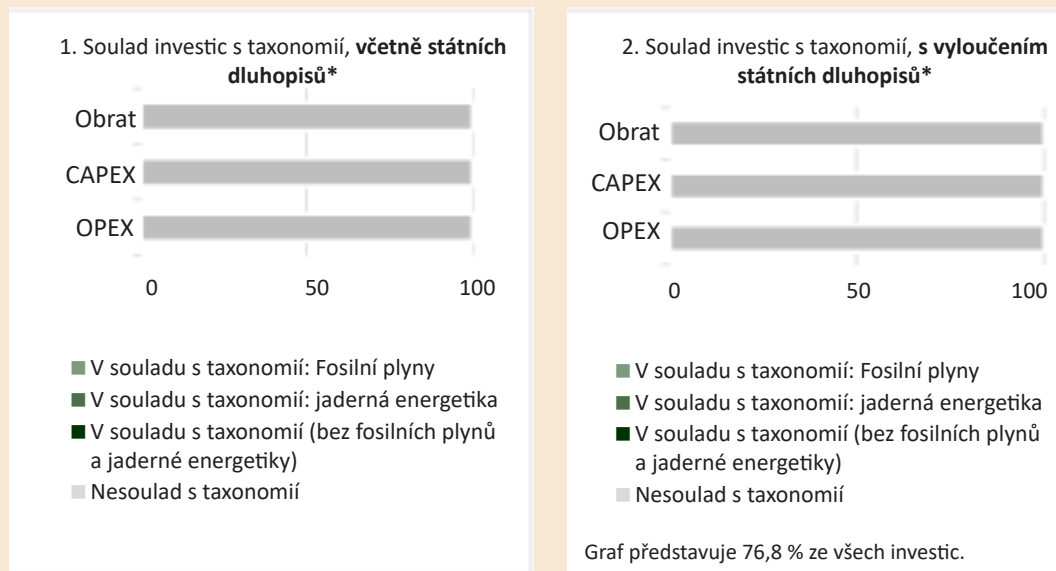 1. Soulad investic s taxonomií, včetně státních
dluhopisů*
Obrat
CAPEX
OPEX
0 50 100
V souladu s taxonomií: Fosilní plyny
V souladu s taxonomií: jaderná energetika
V souladu s taxonomií (bez fosilních plynů
a jaderné energetiky)
Nesoulad s taxonomií
2. Soulad investic s taxonomií, s vyloučením
státních dluhopisů*
Obrat
CAPEX
OPEX
0 50 100
V souladu s taxonomií: Fosilní plyny
V souladu s taxonomií: jaderná energetika
V souladu s taxonomií (bez fosilních plynů
a jaderné energetiky)
Nesoulad s taxonomií
Graf představuje 76,8 % ze všech investic.